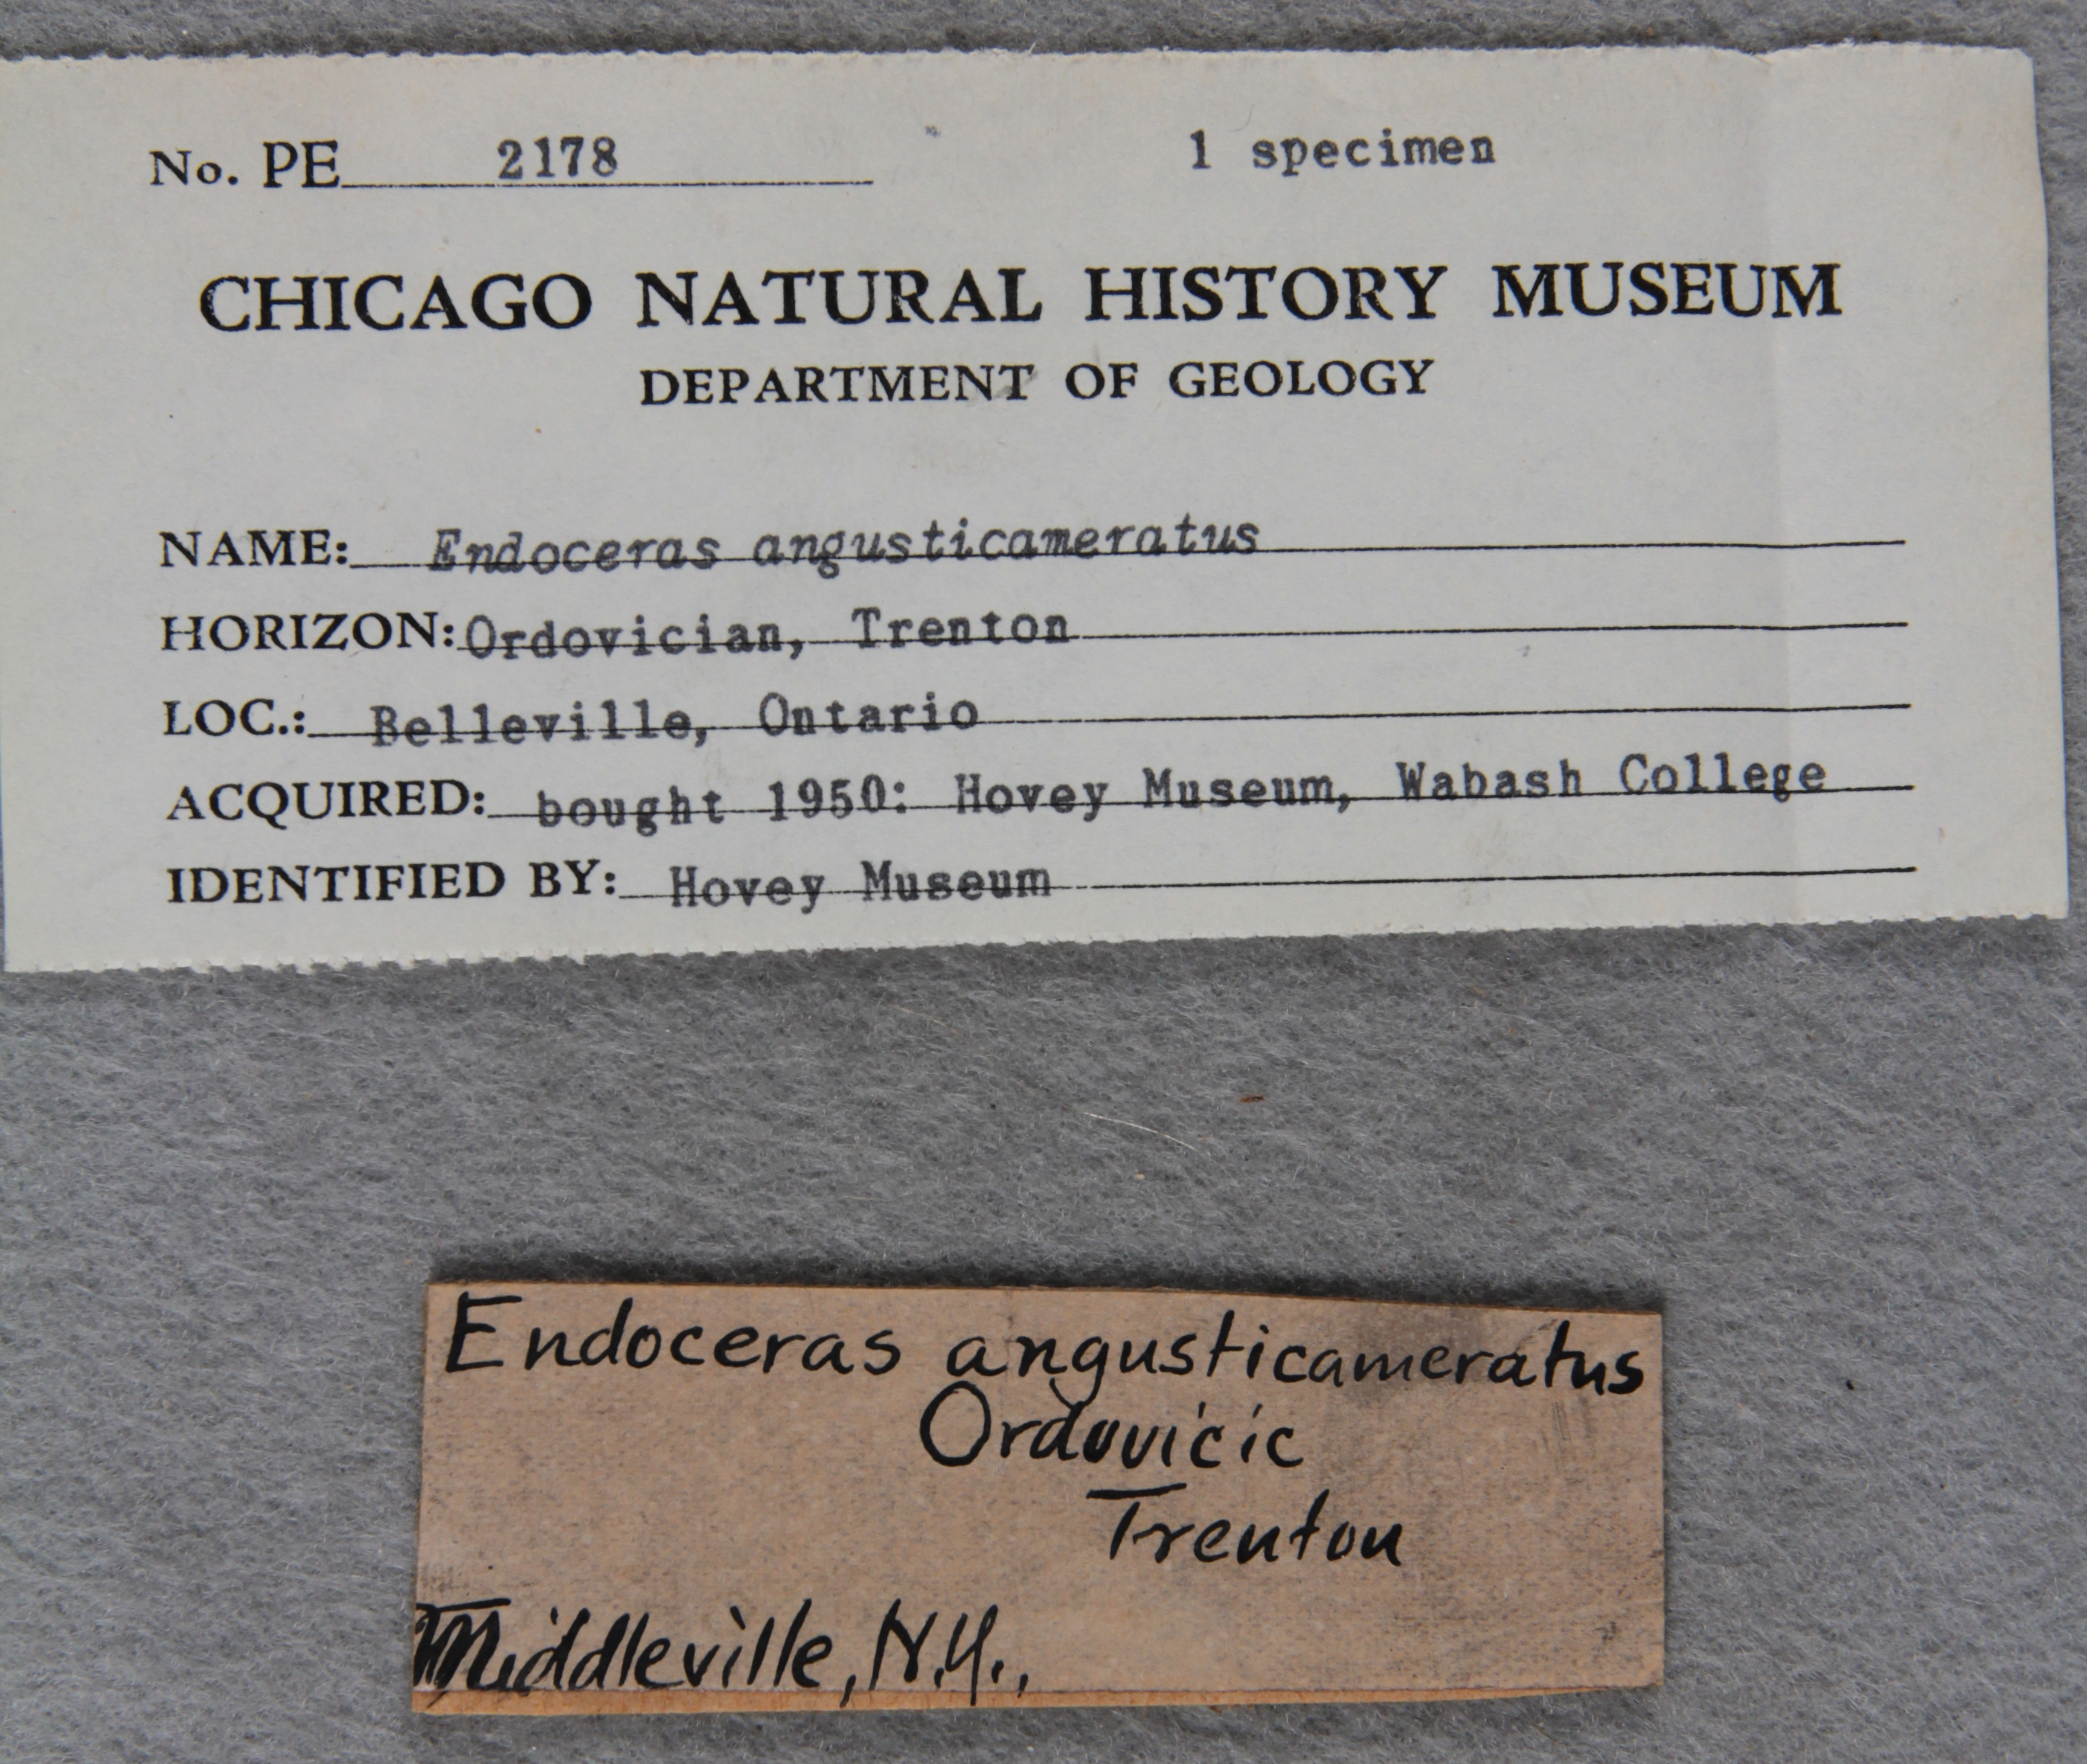 No. PE 2178 1 specimen
CHICAGO NATURAL HISTORY MUSEUM
DEPARTMENT OF GEOLOGY
NAME: Endoceras angusticameratus
HORIZON: Ordovician, Trenton
LOC.: Belleville, Ontario
ACQUIRED: bought 1950: Hovey Museum, Wabash College
IDENTIFIED BY: Hovey Museum
Endoceras angusticameratus
Ordovicic
Trenton
Middleville, N.Y.,